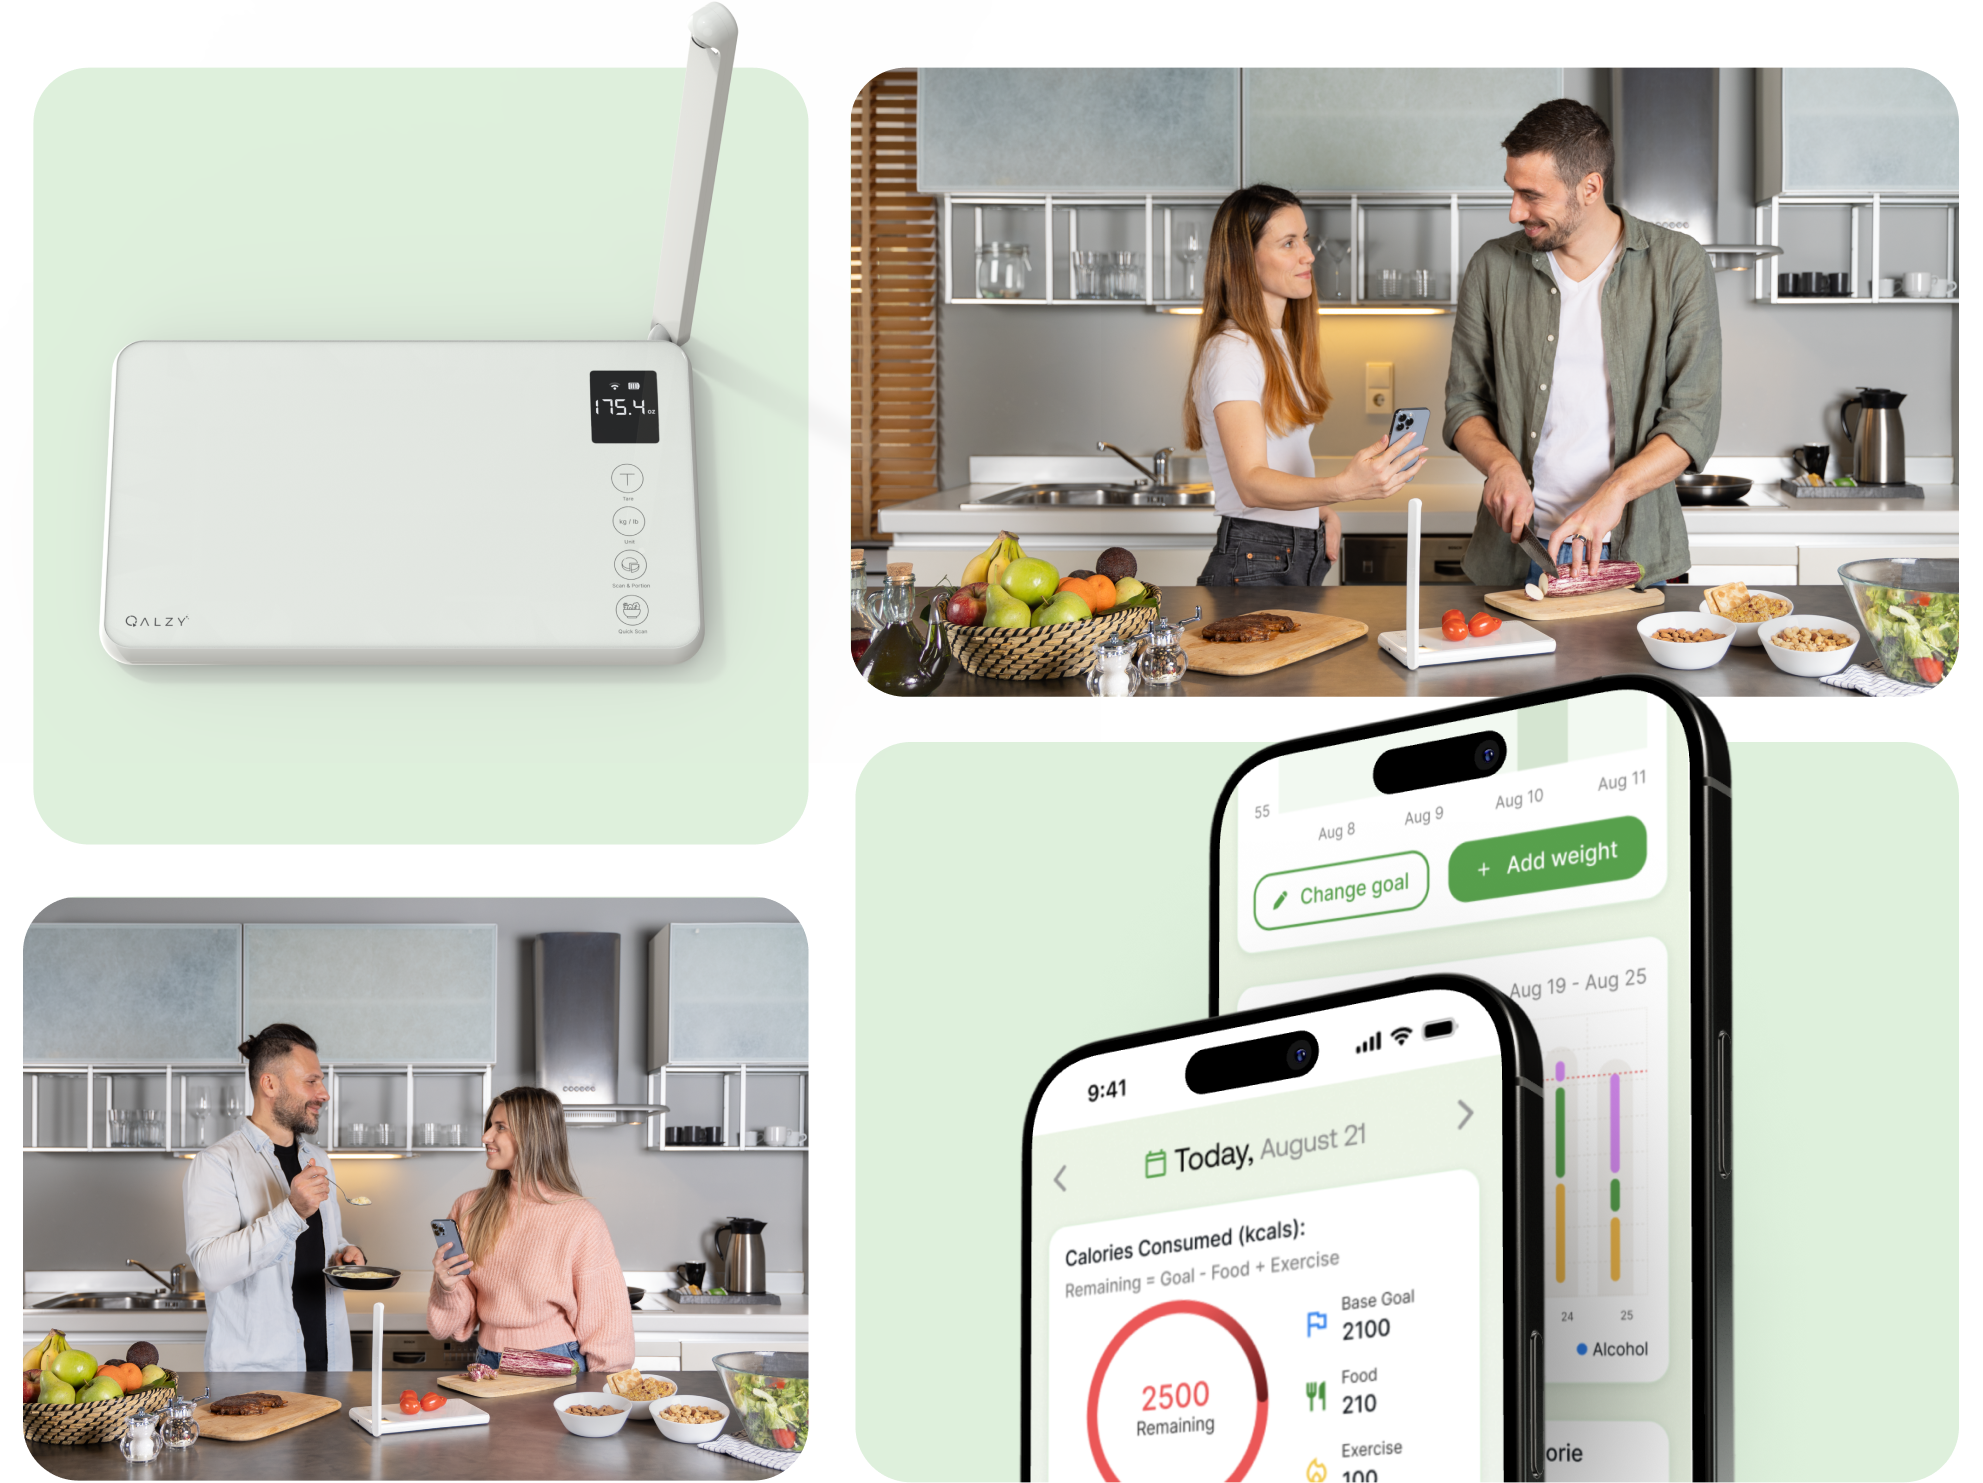 175.4 oz
Tare
kg / lb
Unit
Scan & Portion
Quick Scan
QALZY
55
Aug 8
Aug 9
Aug 10
Aug 11
Change goal
+ Add weight
Aug 19 - Aug 25
24
25
Alcohol
orie
9:41
Today, August 21
Calories Consumed (kcals):
Remaining = Goal - Food + Exercise
2500
Remaining
Base Goal
2100
Food
210
Exercise
100